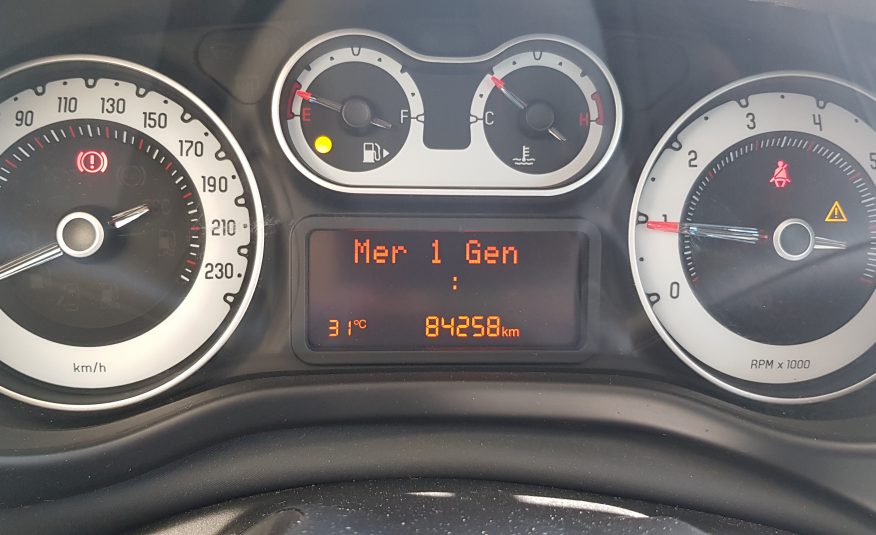 90 110 130 150 170 190 210 230
km/h
E F
C H
Mer 1 Gen
:
31°C 84258km
0 1 2 3 4 5
RPM x 1000